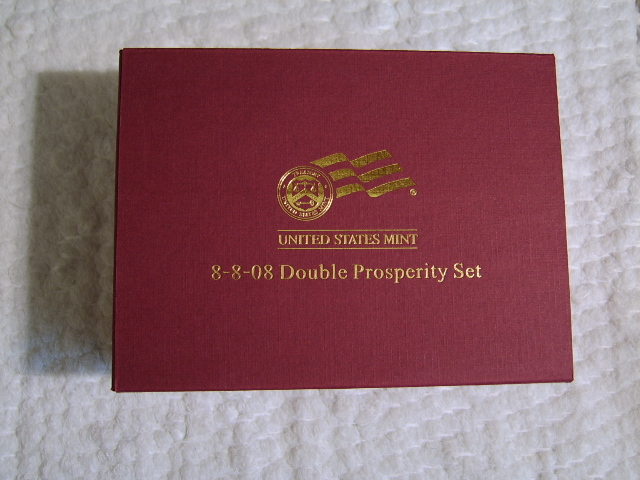 UNITED STATES MINT
8-8-08 Double Prosperity Set